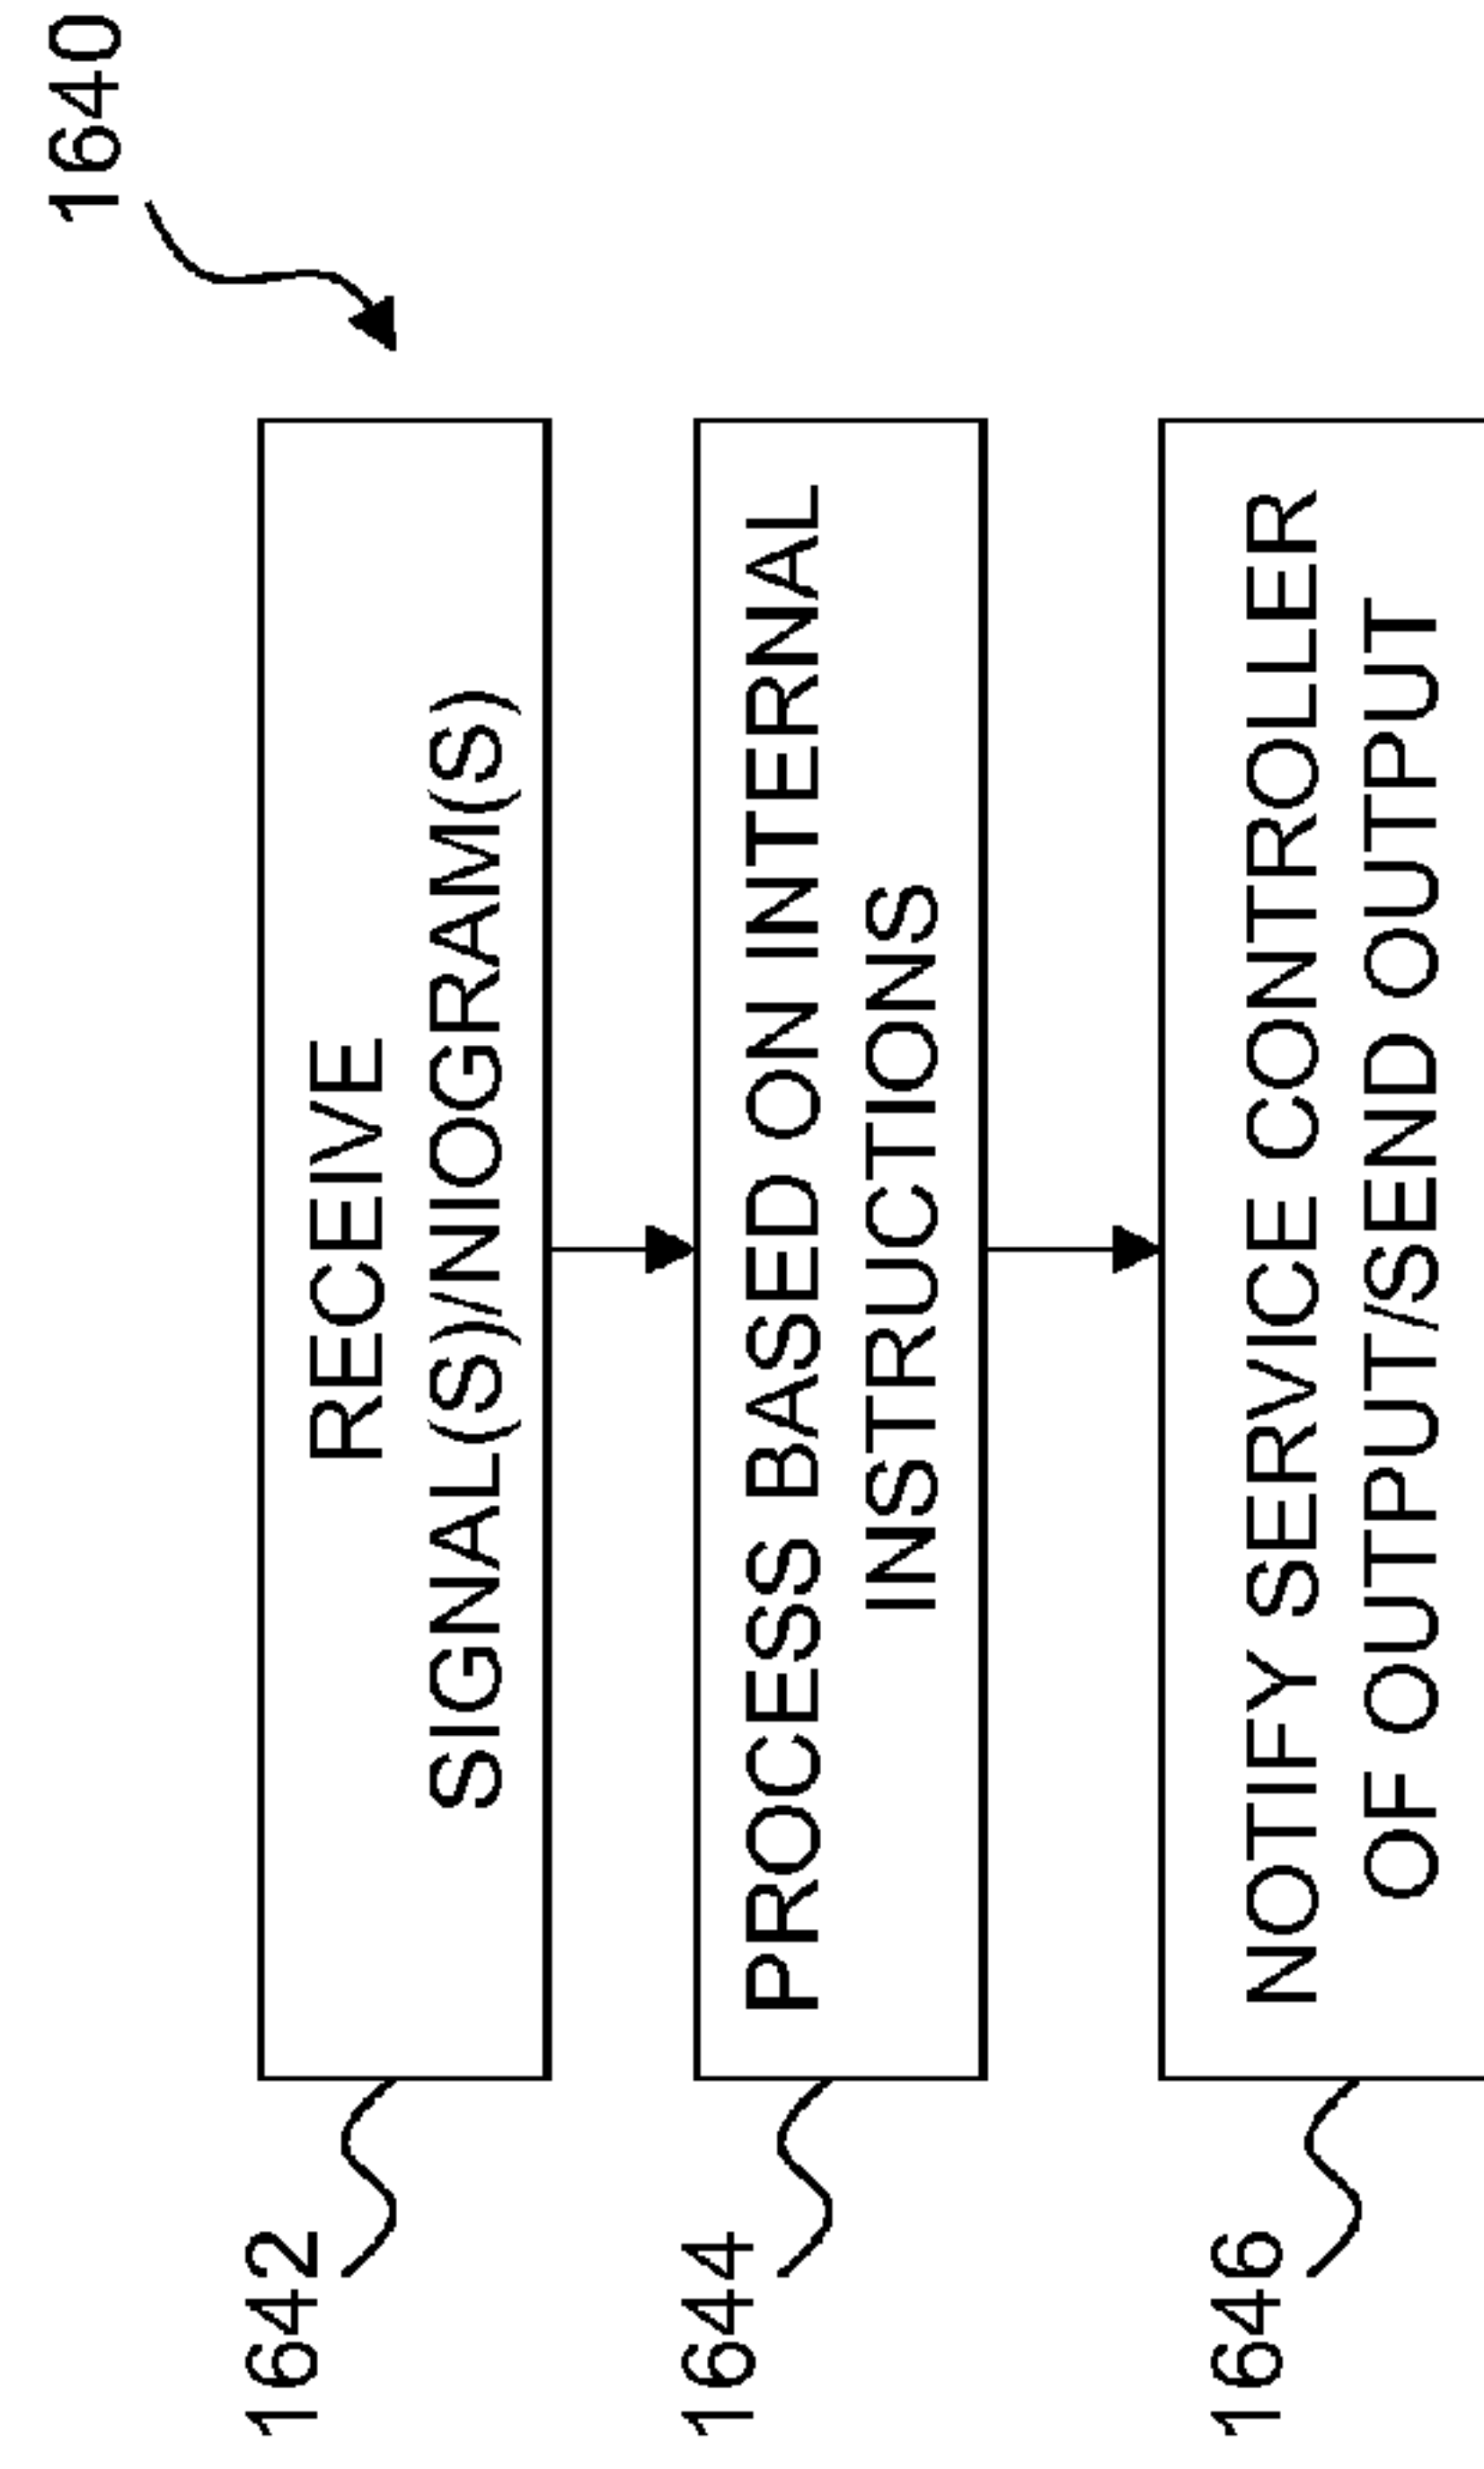 1640
1642
RECEIVE
SIGNAL(S)/NIOGRAM(S)
1644
PROCESS BASED ON INTERNAL
INSTRUCTIONS
1646
NOTIFY SERVICE CONTROLLER
OF OUTPUT/SEND OUTPUT